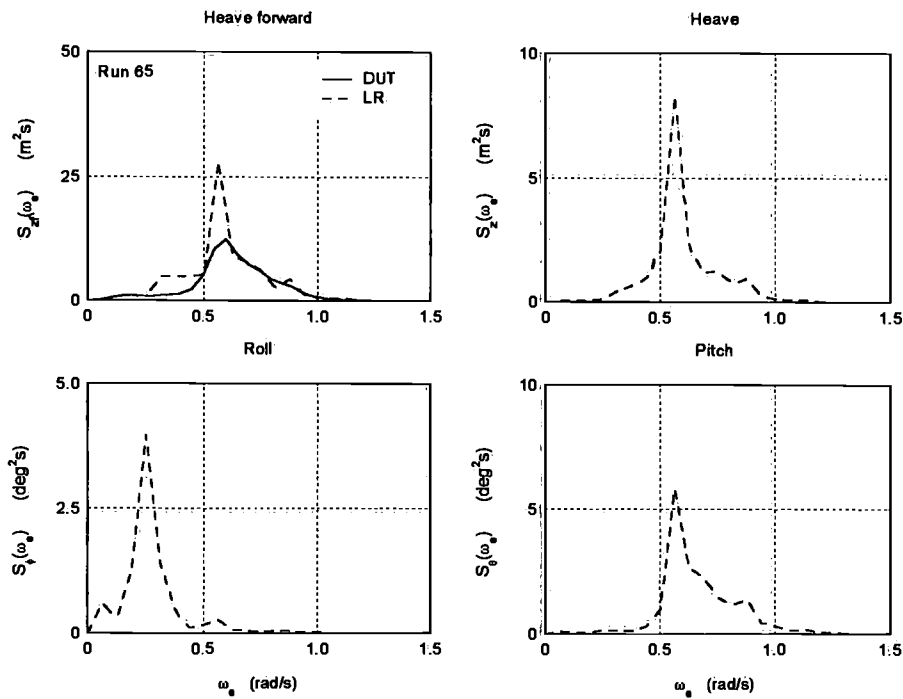 Heave forward
Heave
50
25
0
S_zf(ω_e) (m²s)
Run 65
DUT
LR
0 0.5 1.0 1.5
10
5
0
S_z(ω_e) (m²s)
0 0.5 1.0 1.5
Roll
Pitch
5.0
2.5
0
S_ϕ(ω_e) (deg²s)
0 0.5 1.0 1.5
ω_e (rad/s)
10
5
0
S_θ(ω_e) (deg²s)
0 0.5 1.0 1.5
ω_e (rad/s)